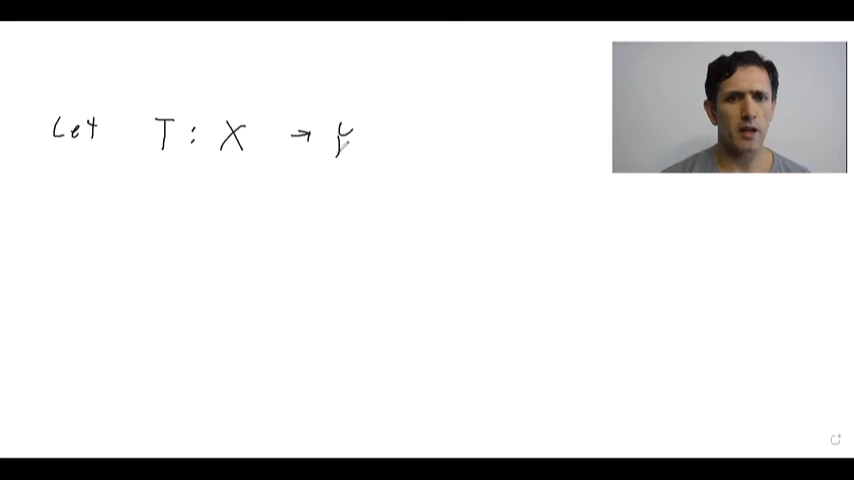 Let T : X → Y